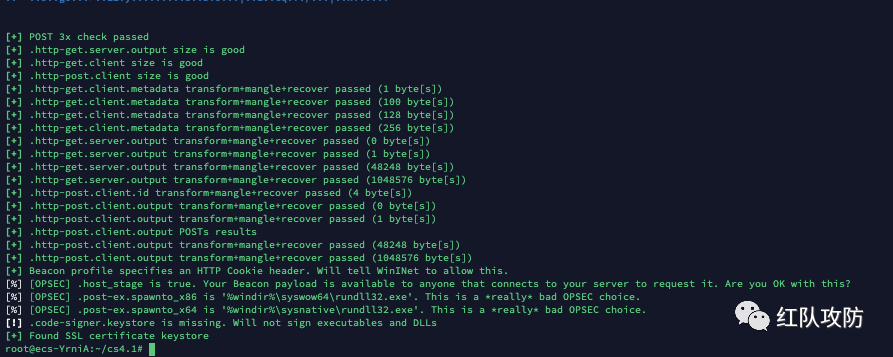 [+] POST 3x check passed
[+] .http-get.server.output size is good
[+] .http-get.client size is good
[+] .http-post.client size is good
[+] .http-get.client.metadata transform+mangle+recover passed (1 byte[s])
[+] .http-get.client.metadata transform+mangle+recover passed (100 byte[s])
[+] .http-get.client.metadata transform+mangle+recover passed (128 byte[s])
[+] .http-get.client.metadata transform+mangle+recover passed (256 byte[s])
[+] .http-get.server.output transform+mangle+recover passed (0 byte[s])
[+] .http-get.server.output transform+mangle+recover passed (1 byte[s])
[+] .http-get.server.output transform+mangle+recover passed (48248 byte[s])
[+] .http-get.server.output transform+mangle+recover passed (1048576 byte[s])
[+] .http-post.client.id transform+mangle+recover passed (4 byte[s])
[+] .http-post.client.output transform+mangle+recover passed (0 byte[s])
[+] .http-post.client.output transform+mangle+recover passed (1 byte[s])
[+] .http-post.client.output POSTs results
[+] .http-post.client.output transform+mangle+recover passed (48248 byte[s])
[+] .http-post.client.output transform+mangle+recover passed (1048576 byte[s])
[+] Beacon profile specifies an HTTP Cookie header. Will tell WinINet to allow this.
[%] [OPSEC] .host_stage is true. Your Beacon payload is available to anyone that connects to your server to request it. Are you OK with this?
[%] [OPSEC] .post-ex.spawnto_x86 is '%windir%\syswow64\rundll32.exe'. This is a *really* bad OPSEC choice.
[%] [OPSEC] .post-ex.spawnto_x64 is '%windir%\sysnative\rundll32.exe'. This is a *really* bad OPSEC choice.
[!] .code-signer.keystore is missing. Will not sign executables and DLLs
[+] Found SSL certificate keystore
root@ecs-YrniA:~/cs4.1#
红队攻防